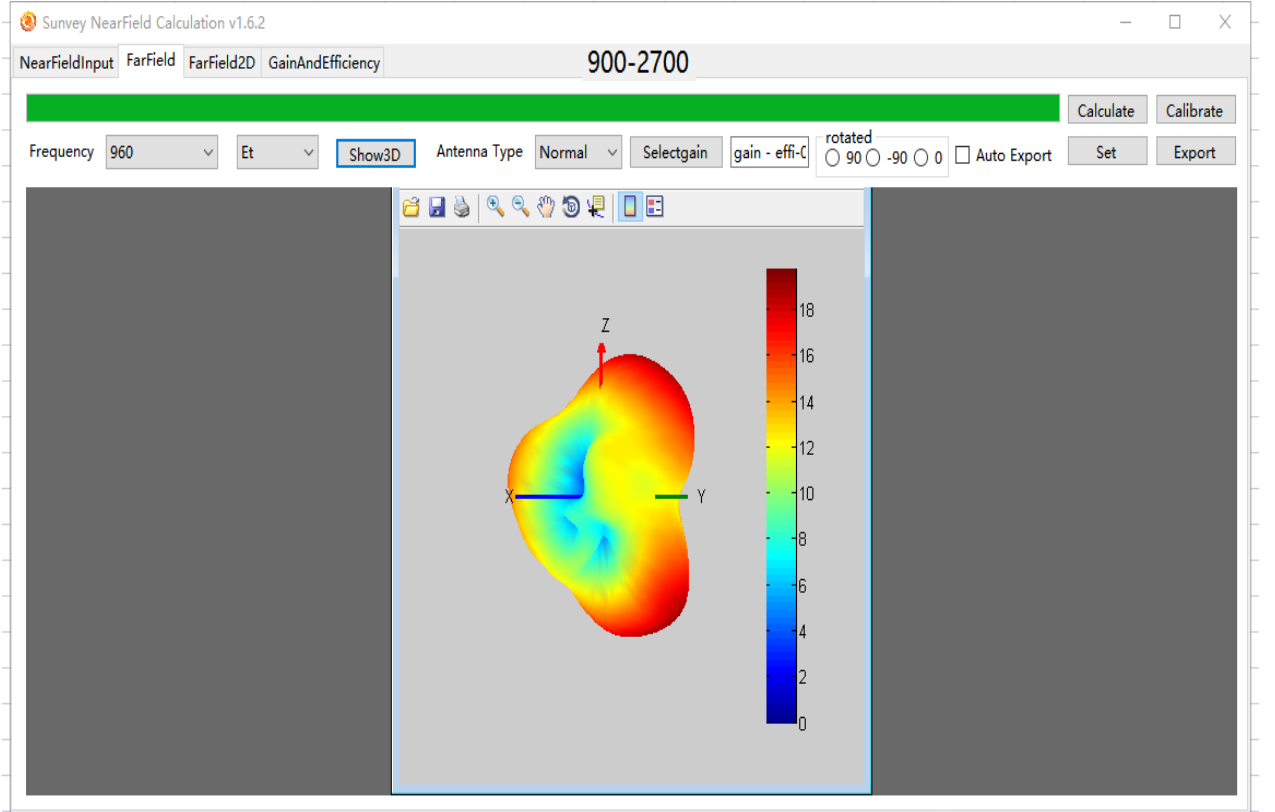 Sunvey NearField Calculation v1.6.2
NearFieldInput FarField FarField2D GainAndEfficiency 900-2700
Calculate Calibrate
Frequency 960 Et Show3D Antenna Type Normal Selectgain gain - effi-C rotated 90 -90 0 Auto Export Set Export
Z
X Y
18
16
14
12
10
8
6
4
2
0